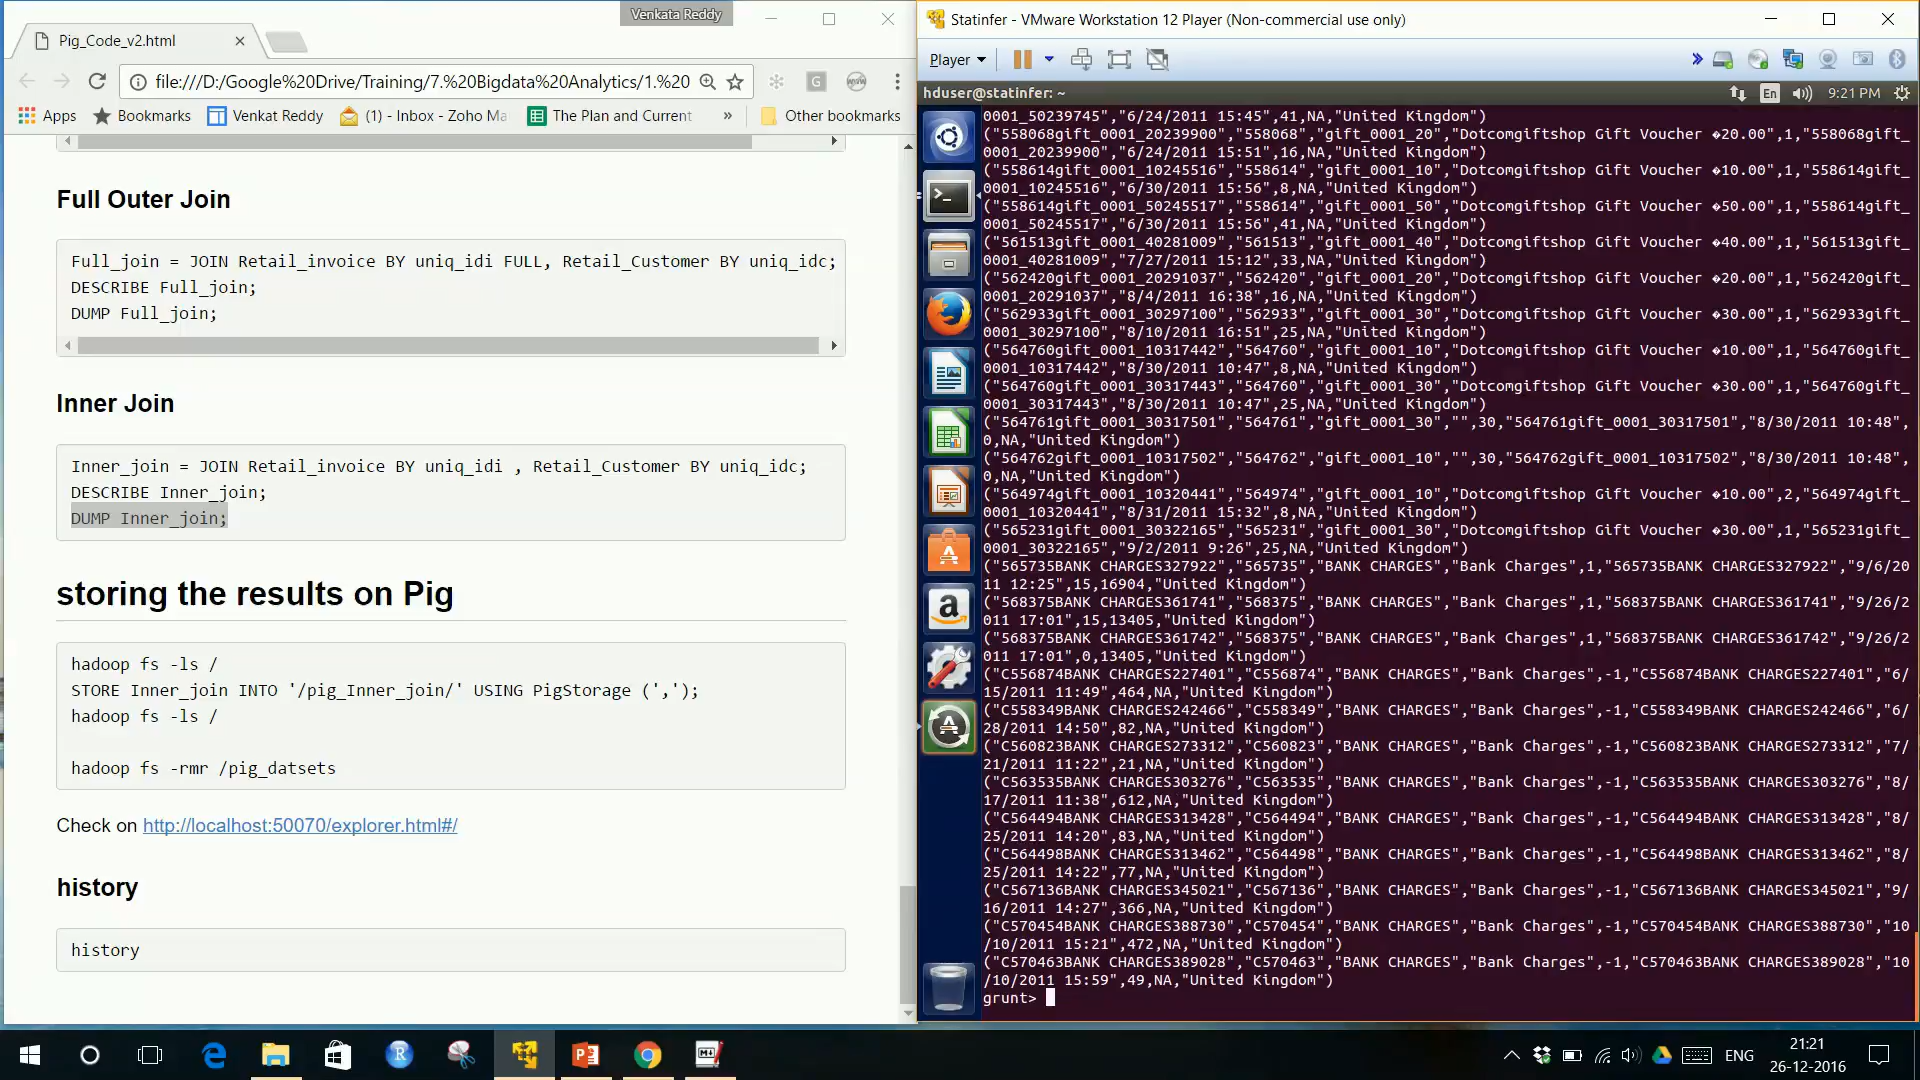 Venkata Reddy
Pig_Code_v2.html
file:///D:/Google%20Drive/Training/7.%20Bigdata%20Analytics/1.%20
Apps
Bookmarks
Venkat Reddy
(1) - Inbox - Zoho Ma
The Plan and Current
»
Other bookmarks
Full Outer Join
Full_join = JOIN Retail_invoice BY uniq_idi FULL, Retail_Customer BY uniq_idc;
DESCRIBE Full_join;
DUMP Full_join;
Inner Join
Inner_join = JOIN Retail_invoice BY uniq_idi , Retail_Customer BY uniq_idc;
DESCRIBE Inner_join;
DUMP Inner_join;
storing the results on Pig
hadoop fs -ls /
STORE Inner_join INTO '/pig_Inner_join/' USING PigStorage (',');
hadoop fs -ls /
hadoop fs -rmr /pig_datsets
Check on http://localhost:50070/explorer.html#/
history
history
Statinfer - VMware Workstation 12 Player (Non-commercial use only)
Player
hduser@statinfer: ~
En
9:21 PM
0001_50239745","6/24/2011 15:45",41,NA,"United Kingdom")
("558068gift_0001_20239900","558068","gift_0001_20","Dotcomgiftshop Gift Voucher �20.00",1,"558068gift_
0001_20239900","6/24/2011 15:51",16,NA,"United Kingdom")
("558614gift_0001_10245516","558614","gift_0001_10","Dotcomgiftshop Gift Voucher �10.00",1,"558614gift_
0001_10245516","6/30/2011 15:56",8,NA,"United Kingdom")
("558614gift_0001_50245517","558614","gift_0001_50","Dotcomgiftshop Gift Voucher �50.00",1,"558614gift_
0001_50245517","6/30/2011 15:56",41,NA,"United Kingdom")
("561513gift_0001_40281009","561513","gift_0001_40","Dotcomgiftshop Gift Voucher �40.00",1,"561513gift_
0001_40281009","7/27/2011 15:12",33,NA,"United Kingdom")
("562420gift_0001_20291037","562420","gift_0001_20","Dotcomgiftshop Gift Voucher �20.00",1,"562420gift_
0001_20291037","8/4/2011 16:38",16,NA,"United Kingdom")
("562933gift_0001_30297100","562933","gift_0001_30","Dotcomgiftshop Gift Voucher �30.00",1,"562933gift_
0001_30297100","8/10/2011 16:51",25,NA,"United Kingdom")
("564760gift_0001_10317442","564760","gift_0001_10","Dotcomgiftshop Gift Voucher �10.00",1,"564760gift_
0001_10317442","8/30/2011 10:47",8,NA,"United Kingdom")
("564760gift_0001_30317443","564760","gift_0001_30","Dotcomgiftshop Gift Voucher �30.00",1,"564760gift_
0001_30317443","8/30/2011 10:47",25,NA,"United Kingdom")
("564761gift_0001_30317501","564761","gift_0001_30","",30,"564761gift_0001_30317501","8/30/2011 10:48",
0,NA,"United Kingdom")
("564762gift_0001_10317502","564762","gift_0001_10","",30,"564762gift_0001_10317502","8/30/2011 10:48",
0,NA,"United Kingdom")
("564974gift_0001_10320441","564974","gift_0001_10","Dotcomgiftshop Gift Voucher �10.00",2,"564974gift_
0001_10320441","8/31/2011 15:32",8,NA,"United Kingdom")
("565231gift_0001_30322165","565231","gift_0001_30","Dotcomgiftshop Gift Voucher �30.00",1,"565231gift_
0001_30322165","9/2/2011 9:26",25,NA,"United Kingdom")
("565735BANK CHARGES327922","565735","BANK CHARGES","Bank Charges",1,"565735BANK CHARGES327922","9/6/20
11 12:25",15,16904,"United Kingdom")
("568375BANK CHARGES361741","568375","BANK CHARGES","Bank Charges",1,"568375BANK CHARGES361741","9/26/2
011 17:01",15,13405,"United Kingdom")
("568375BANK CHARGES361742","568375","BANK CHARGES","Bank Charges",1,"568375BANK CHARGES361742","9/26/2
011 17:01",0,13405,"United Kingdom")
("C556874BANK CHARGES227401","C556874","BANK CHARGES","Bank Charges",-1,"C556874BANK CHARGES227401","6/
15/2011 11:49",464,NA,"United Kingdom")
("C558349BANK CHARGES242466","C558349","BANK CHARGES","Bank Charges",-1,"C558349BANK CHARGES242466","6/
28/2011 14:50",82,NA,"United Kingdom")
("C560823BANK CHARGES273312","C560823","BANK CHARGES","Bank Charges",-1,"C560823BANK CHARGES273312","7/
21/2011 11:22",21,NA,"United Kingdom")
("C563535BANK CHARGES303276","C563535","BANK CHARGES","Bank Charges",-1,"C563535BANK CHARGES303276","8/
17/2011 11:38",612,NA,"United Kingdom")
("C564494BANK CHARGES313428","C564494","BANK CHARGES","Bank Charges",-1,"C564494BANK CHARGES313428","8/
25/2011 14:20",83,NA,"United Kingdom")
("C564498BANK CHARGES313462","C564498","BANK CHARGES","Bank Charges",-1,"C564498BANK CHARGES313462","8/
25/2011 14:22",77,NA,"United Kingdom")
("C567136BANK CHARGES345021","C567136","BANK CHARGES","Bank Charges",-1,"C567136BANK CHARGES345021","9/
16/2011 14:27",366,NA,"United Kingdom")
("C570454BANK CHARGES388730","C570454","BANK CHARGES","Bank Charges",-1,"C570454BANK CHARGES388730","10
/10/2011 15:21",472,NA,"United Kingdom")
("C570463BANK CHARGES389028","C570463","BANK CHARGES","Bank Charges",-1,"C570463BANK CHARGES389028","10
/10/2011 15:59",49,NA,"United Kingdom")
grunt>
ENG
21:21
26-12-2016